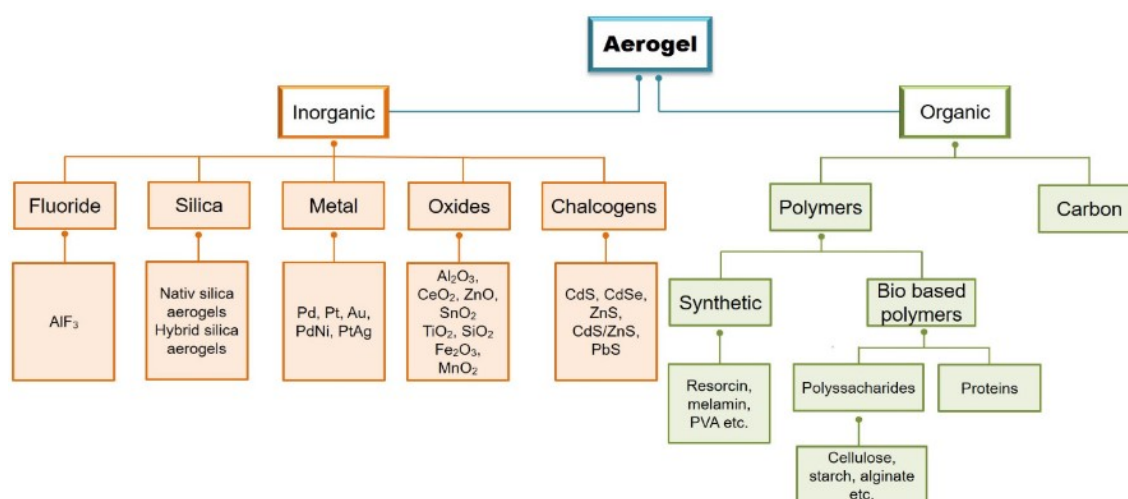 Aerogel
Inorganic
Organic
Fluoride
Silica
Metal
Oxides
Chalcogens
Polymers
Carbon
AlF₃
Nativ silica
aerogels
Hybrid silica
aerogels
Pd, Pt, Au,
PdNi, PtAg
Al₂O₃,
CeO₂, ZnO,
SnO₂
TiO₂, SiO₂
Fe₂O₃,
MnO₂
CdS, CdSe,
ZnS,
CdS/ZnS,
PbS
Synthetic
Bio based
polymers
Resorcin,
melamin,
PVA etc.
Polyssacharides
Proteins
Cellulose,
starch, alginate
etc.